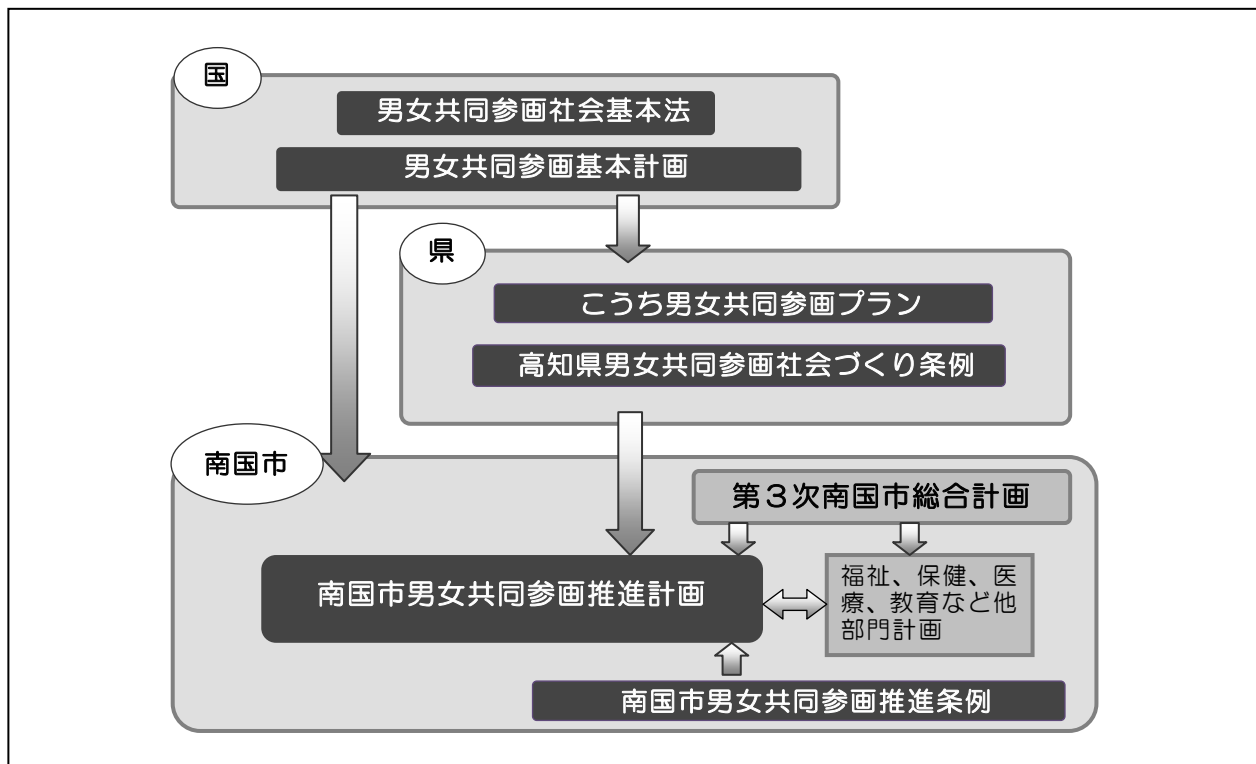 国
男女共同参画社会基本法
男女共同参画基本計画
県
こうち男女共同参画プラン
高知県男女共同参画社会づくり条例
南国市
第３次南国市総合計画
南国市男女共同参画推進計画
福祉、保健、医
療、教育など他
部門計画
南国市男女共同参画推進条例